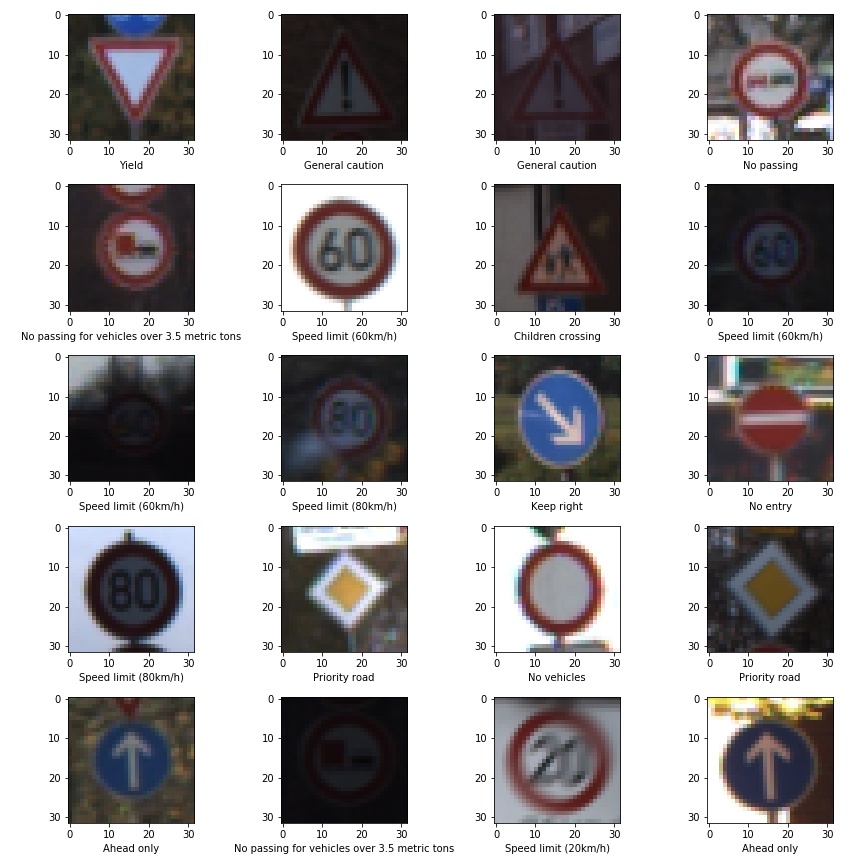 0 0 0 0
10 10 10 10
20 20 20 20
30 30 30 30
0 10 20 30 0 10 20 30 0 10 20 30 0 10 20 30
Yield General caution General caution No passing
0 0 0 0
10 10 10 10
60 60
20 20 20 20
30 30 30 30
0 10 20 30 0 10 20 30 0 10 20 30 0 10 20 30
No passing for vehicles over 3.5 metric tons Speed limit (60km/h) Children crossing Speed limit (60km/h)
0 0 0 0
10 10 10 10
80
20 20 20 20
30 30 30 30
0 10 20 30 0 10 20 30 0 10 20 30 0 10 20 30
Speed limit (60km/h) Speed limit (80km/h) Keep right No entry
0 0 0 0
10 10 10 10
80
20 20 20 20
30 30 30 30
0 10 20 30 0 10 20 30 0 10 20 30 0 10 20 30
Speed limit (80km/h) Priority road No vehicles Priority road
0 0 0 0
10 10 10 10
20
20 20 20 20
30 30 30 30
0 10 20 30 0 10 20 30 0 10 20 30 0 10 20 30
Ahead only No passing for vehicles over 3.5 metric tons Speed limit (20km/h) Ahead only